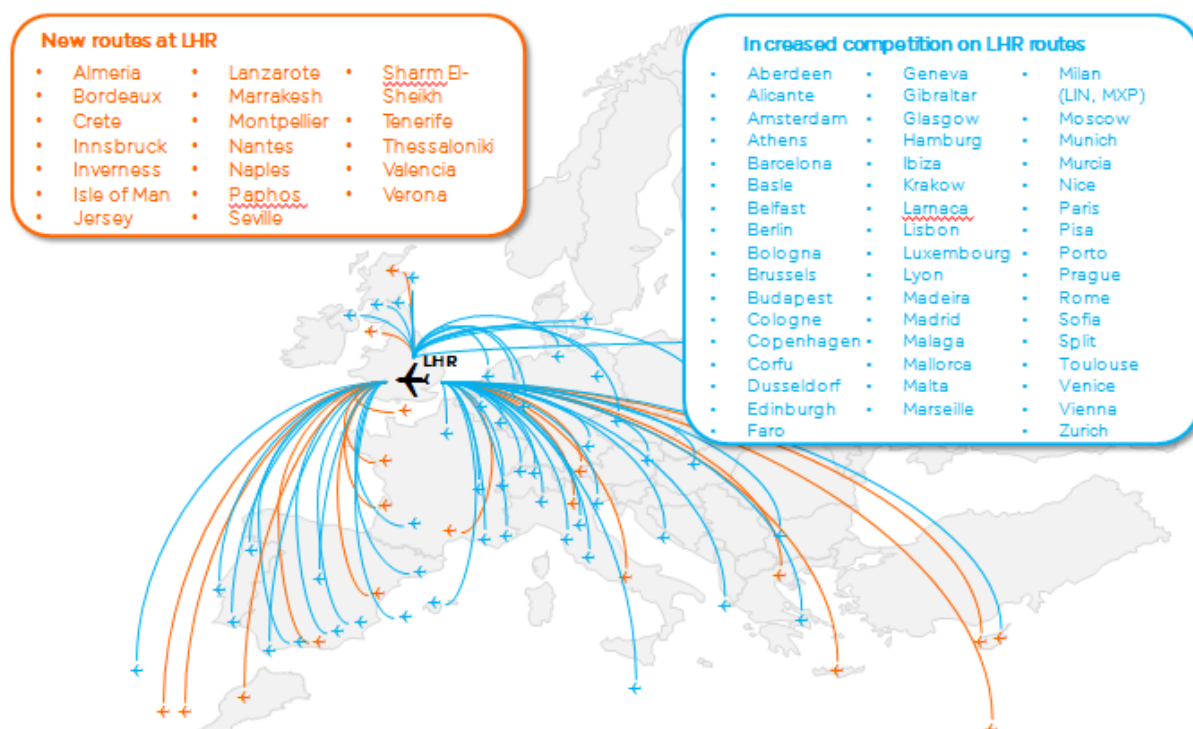 New routes at LHR
• Almeria
• Bordeaux
• Crete
• Innsbruck
• Inverness
• Isle of Man
• Jersey
• Lanzarote
• Marrakesh
• Montpellier
• Nantes
• Naples
• Paphos
• Seville
• Sharm El-
Sheikh
• Tenerife
• Thessaloniki
• Valencia
• Verona
Increased competition on LHR routes
• Aberdeen
• Alicante
• Amsterdam
• Athens
• Barcelona
• Basle
• Belfast
• Berlin
• Bologna
• Brussels
• Budapest
• Cologne
• Copenhagen
• Corfu
• Dusseldorf
• Edinburgh
• Faro
• Geneva
• Gibraltar
• Glasgow
• Hamburg
• Ibiza
• Krakow
• Larnaca
• Lisbon
• Luxembourg
• Lyon
• Madeira
• Madrid
• Malaga
• Mallorca
• Malta
• Marseille
• Milan
(LIN, MXP)
• Moscow
• Munich
• Murcia
• Nice
• Paris
• Pisa
• Porto
• Prague
• Rome
• Sofia
• Split
• Toulouse
• Venice
• Vienna
• Zurich
LHR